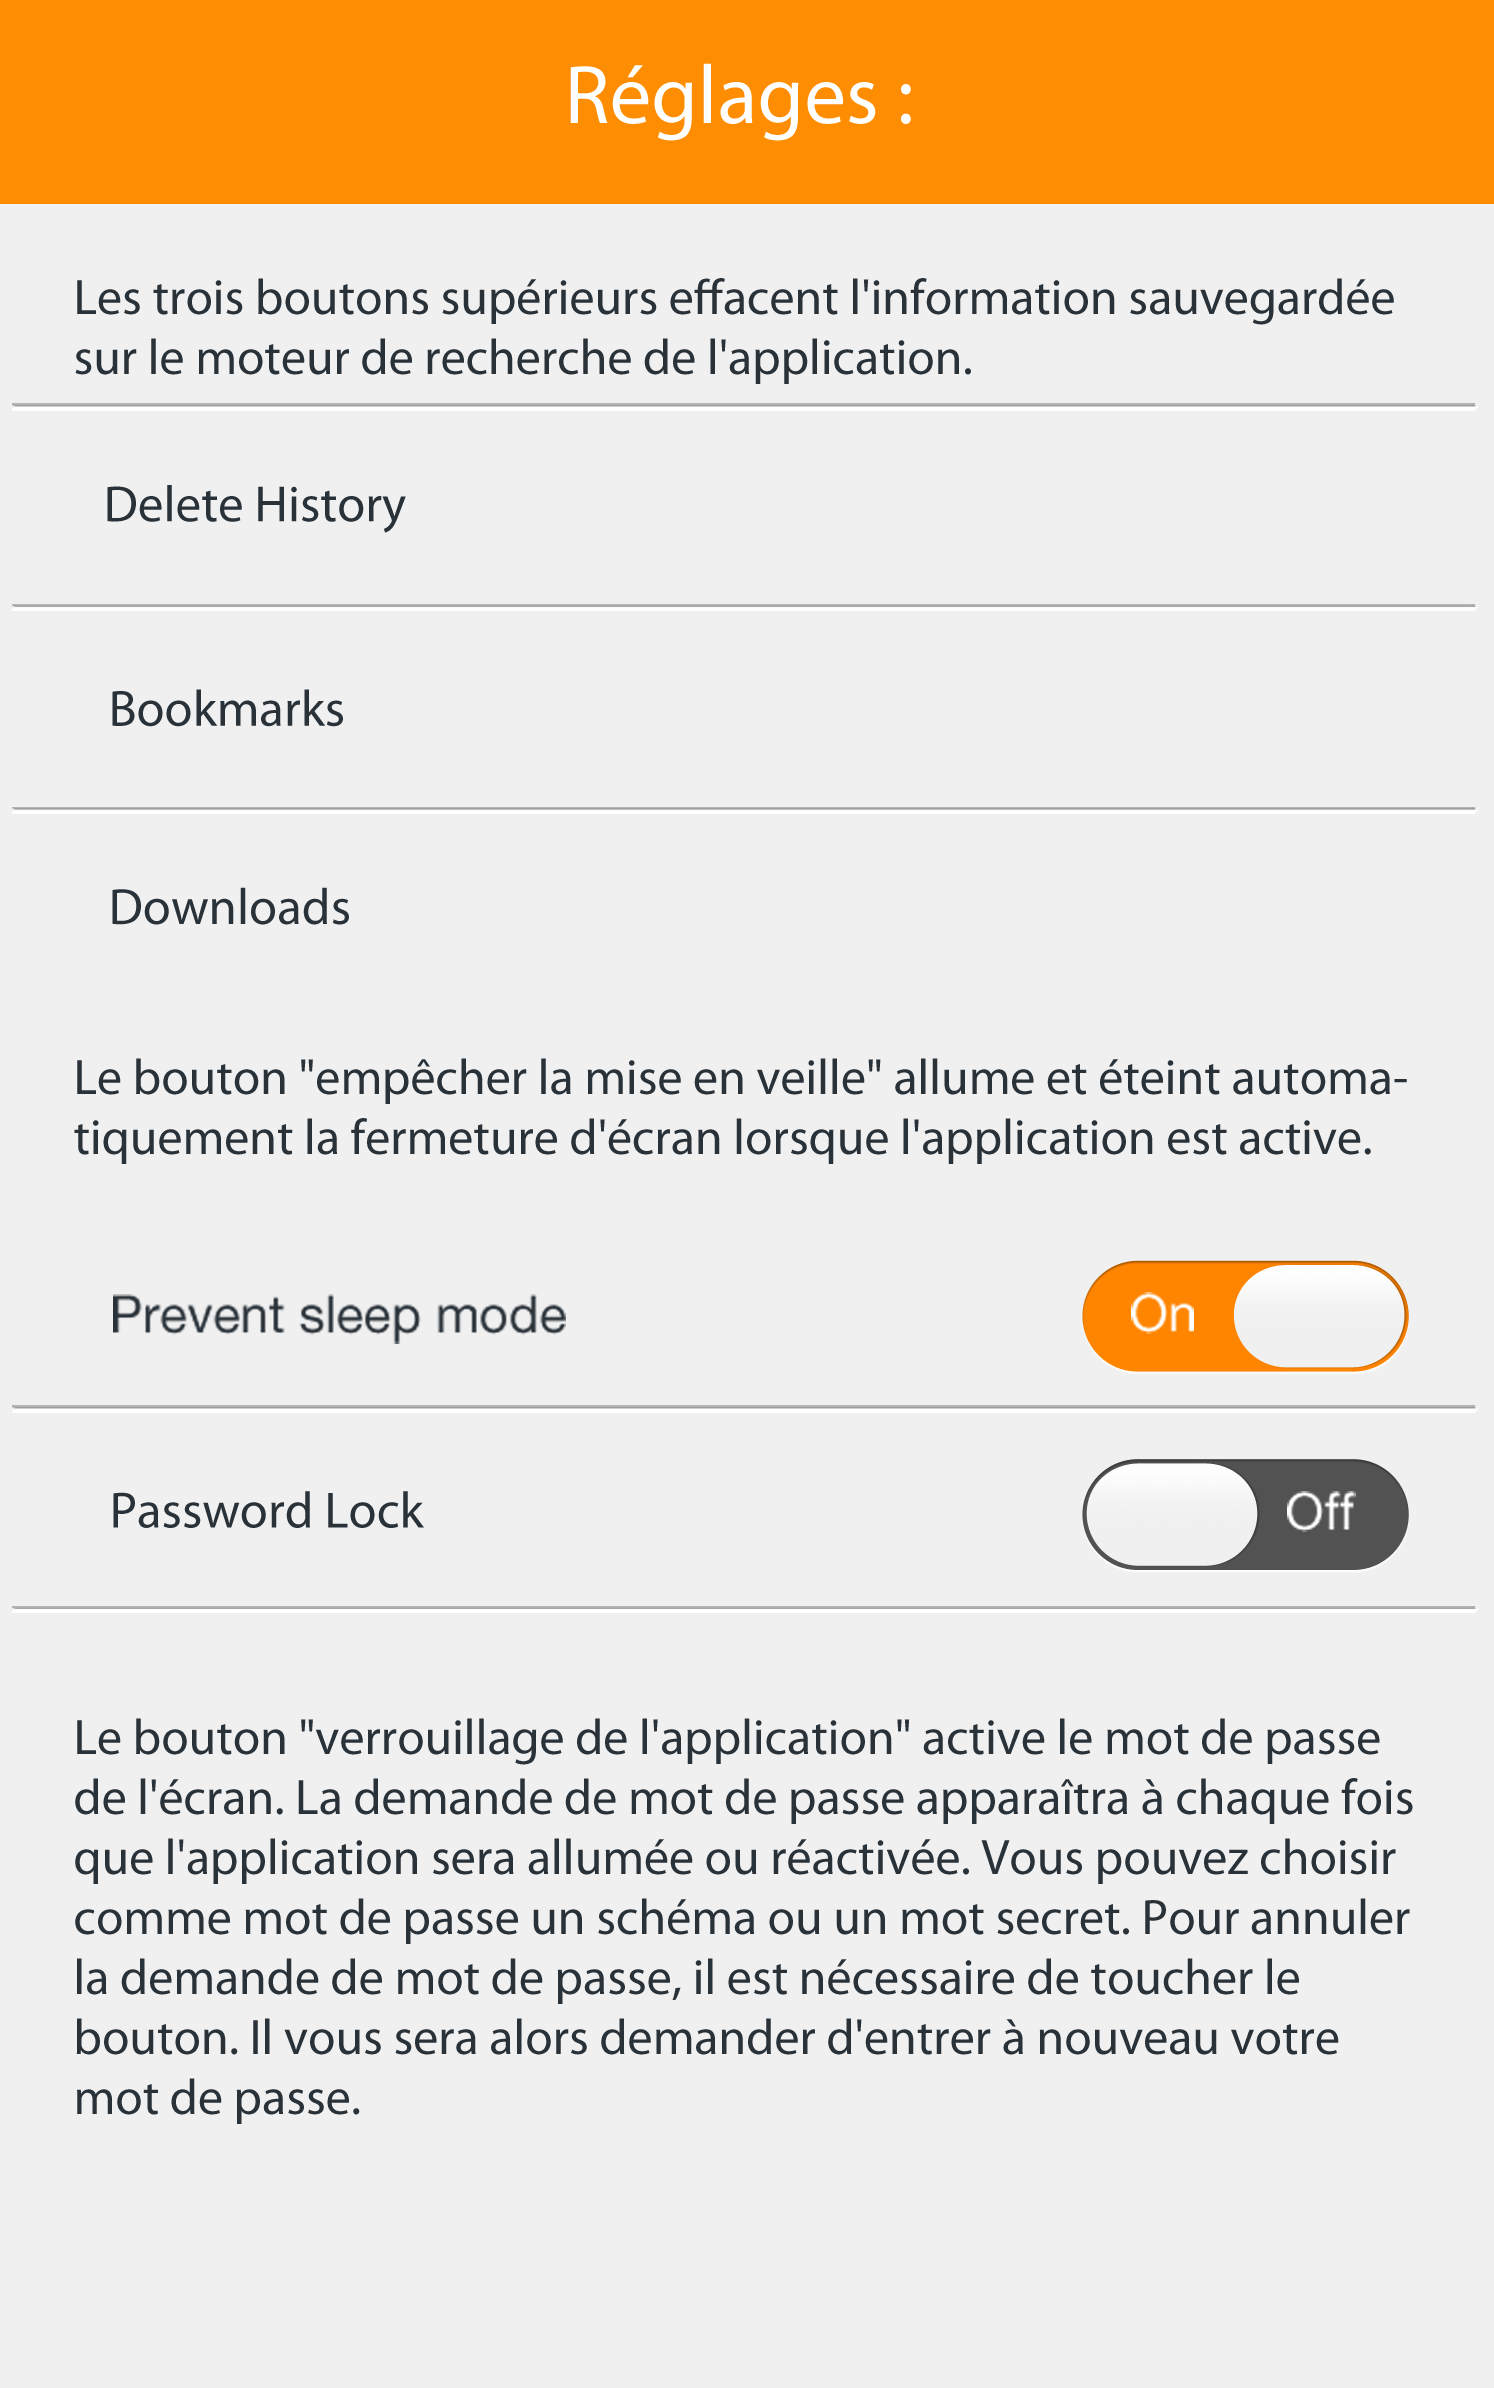 Réglages :
Les trois boutons supérieurs effacent l'information sauvegardée
sur le moteur de recherche de l'application.
Delete History
Bookmarks
Downloads
Le bouton "empêcher la mise en veille" allume et éteint automa-
tiquement la fermeture d'écran lorsque l'application est active.
Prevent sleep mode On
Password Lock Off
Le bouton "verrouillage de l'application" active le mot de passe
de l'écran. La demande de mot de passe apparaîtra à chaque fois
que l'application sera allumée ou réactivée. Vous pouvez choisir
comme mot de passe un schéma ou un mot secret. Pour annuler
la demande de mot de passe, il est nécessaire de toucher le
bouton. Il vous sera alors demander d'entrer à nouveau votre
mot de passe.